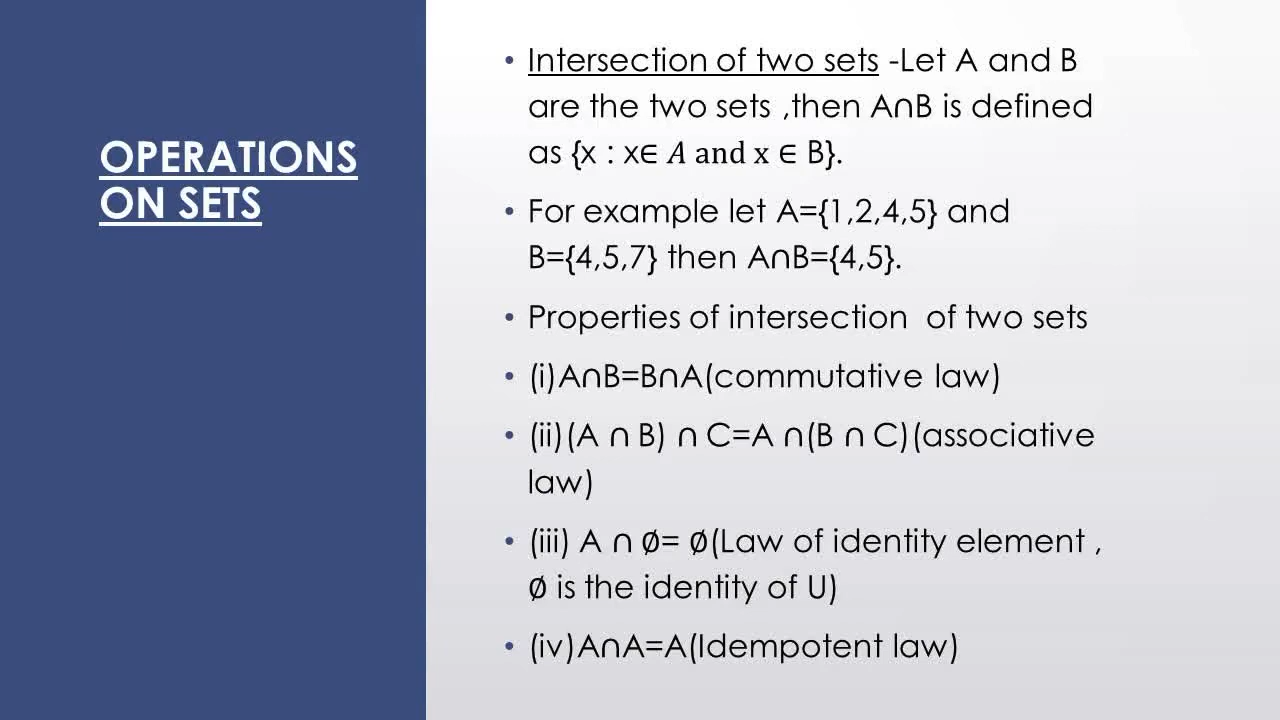 OPERATIONS
ON SETS
• Intersection of two sets -Let A and B
are the two sets ,then A∩B is defined
as {x : x∈ 𝐴 and x ∈ B}.
• For example let A={1,2,4,5} and
B={4,5,7} then A∩B={4,5}.
• Properties of intersection  of two sets
• (i)A∩B=B∩A(commutative law)
• (ii)(A ∩ B) ∩ C=A ∩(B ∩ C)(associative
law)
• (iii) A ∩ ∅= ∅(Law of identity element ,
∅ is the identity of U)
• (iv)A∩A=A(Idempotent law)